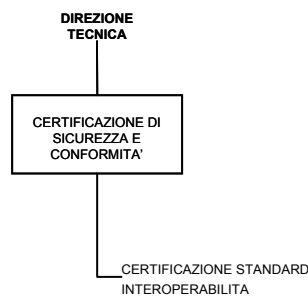 DIREZIONE
TECNICA
CERTIFICAZIONE DI
SICUREZZA E
CONFORMITA'
CERTIFICAZIONE STANDARD
INTEROPERABILITA